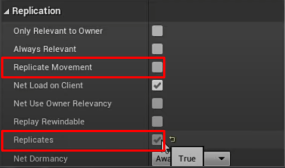 Replication
Only Relevant to Owner
Always Relevant
Replicate Movement
Net Load on Client
Net Use Owner Relevancy
Replay Rewindable
Replicates
Net Dormancy Awa True